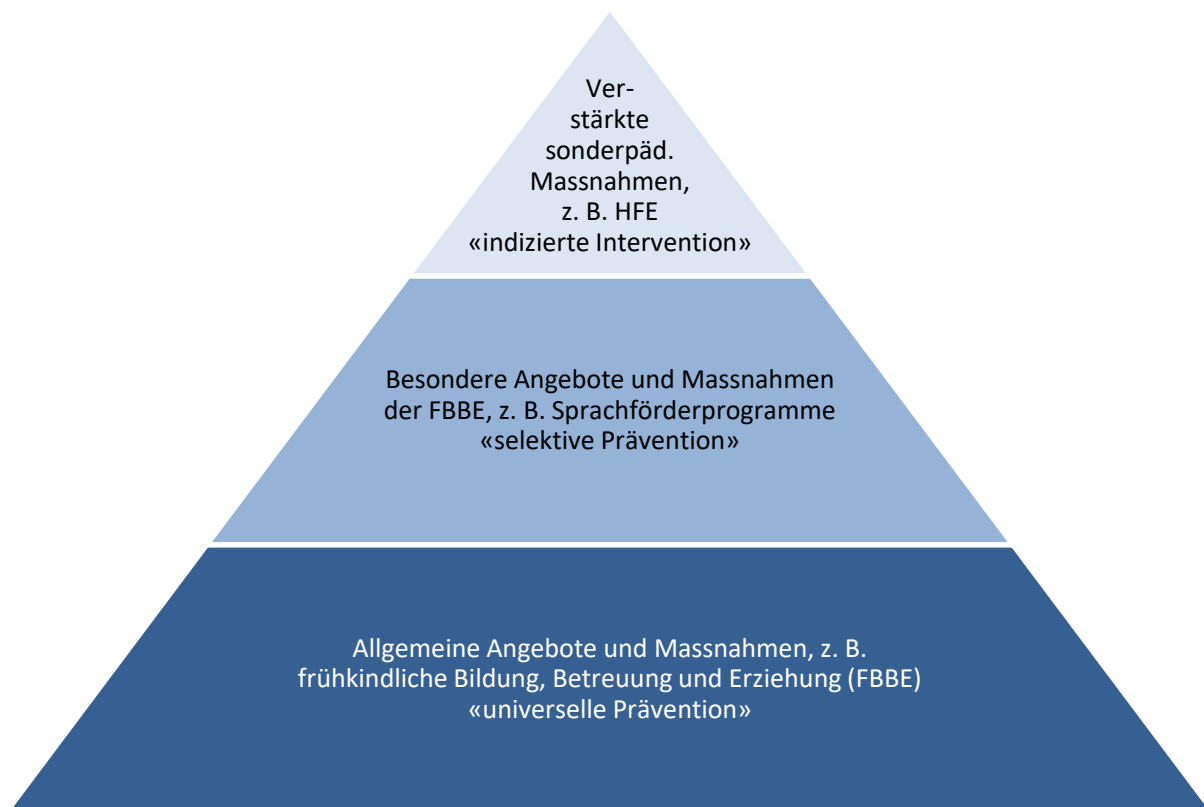 Ver-
stärkte
sonderpäd.
Massnahmen,
z. B. HFE
«indizierte Intervention»
Besondere Angebote und Massnahmen
der FBBE, z. B. Sprachförderprogramme
«selektive Prävention»
Allgemeine Angebote und Massnahmen, z. B.
frühkindliche Bildung, Betreuung und Erziehung (FBBE)
«universelle Prävention»